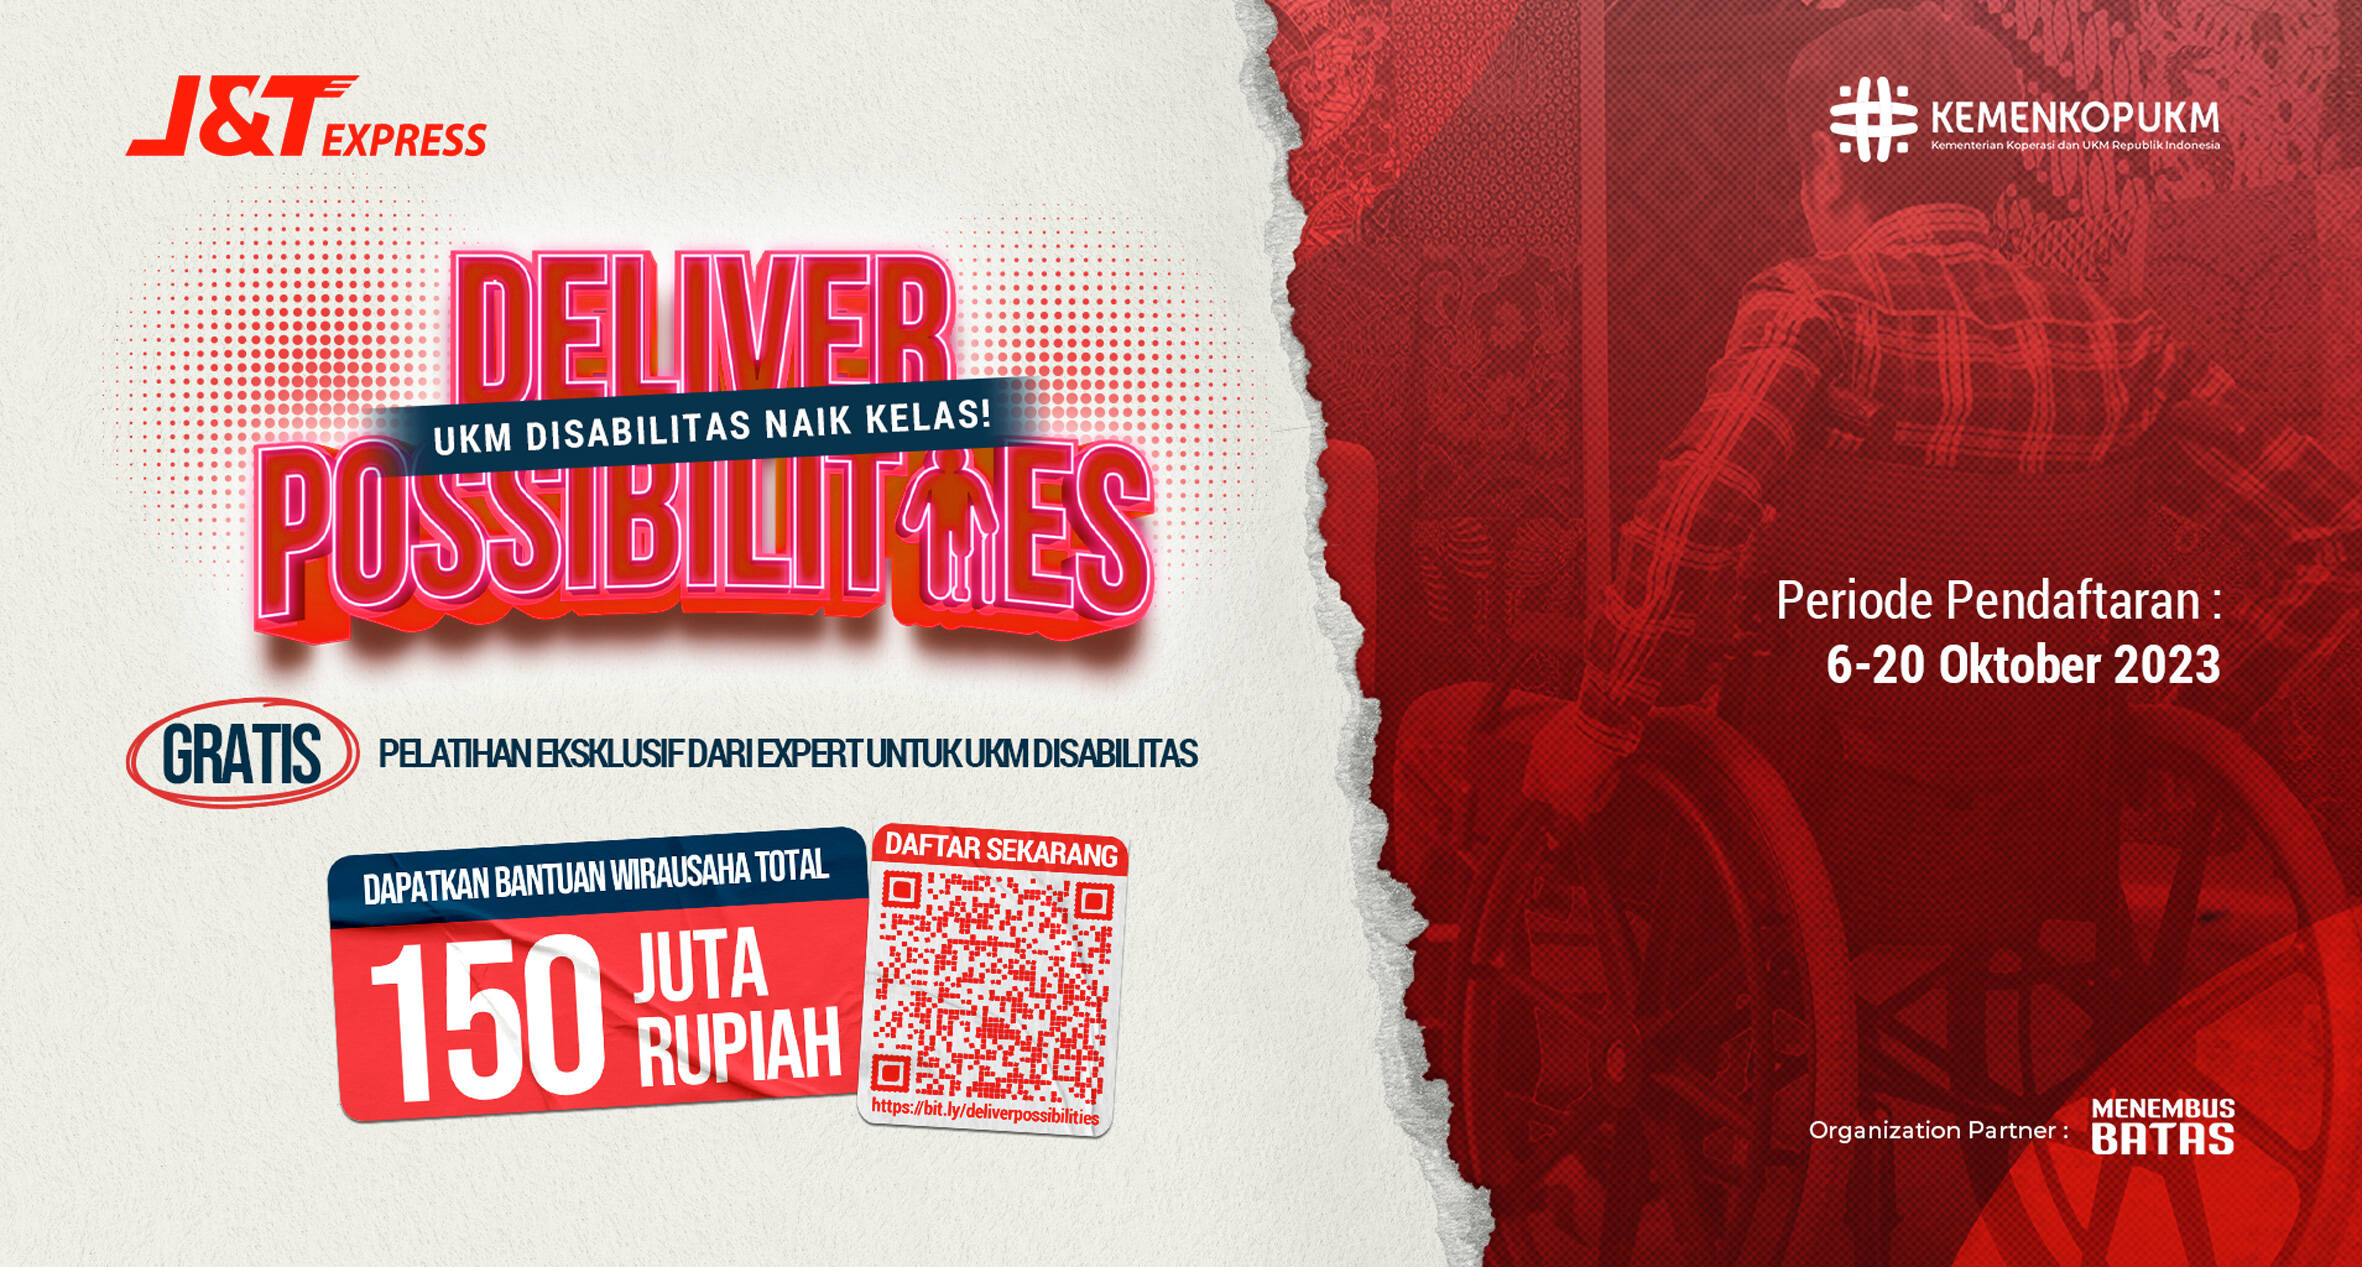 J&T EXPRESS
KEMENKOPUKM
Kementerian Koperasi dan UKM Republik Indonesia
DELIVER
UKM DISABILITAS NAIK KELAS!
POSSIBILITIES
GRATIS PELATIHAN EKSKLUSIF DARI EXPERT UNTUK UKM DISABILITAS
DAPATKAN BANTUAN WIRAUSAHA TOTAL
150 JUTA
RUPIAH
DAFTAR SEKARANG
https://bit.ly/deliverpossibilities
Periode Pendaftaran :
6-20 Oktober 2023
Organization Partner :
MENEMBUS
BATAS